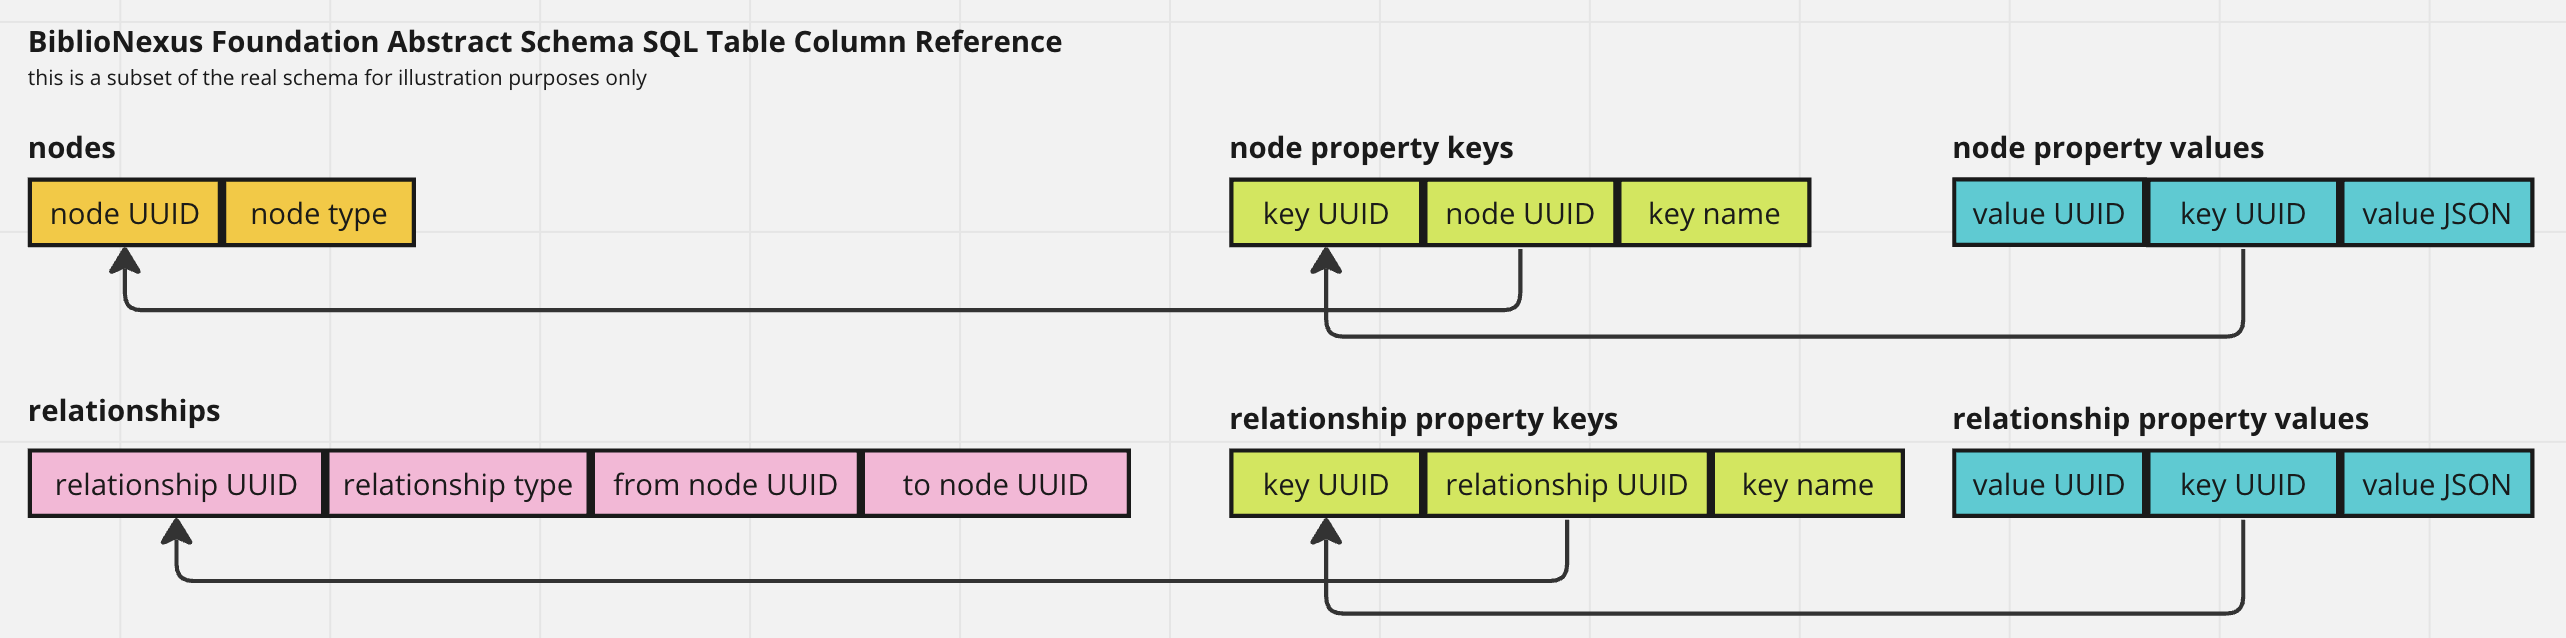 BiblioNexus Foundation Abstract Schema SQL Table Column Reference
this is a subset of the real schema for illustration purposes only
nodes
node UUID node type
node property keys
key UUID node UUID key name
node property values
value UUID key UUID value JSON
relationships
relationship UUID relationship type from node UUID to node UUID
relationship property keys
key UUID relationship UUID key name
relationship property values
value UUID key UUID value JSON